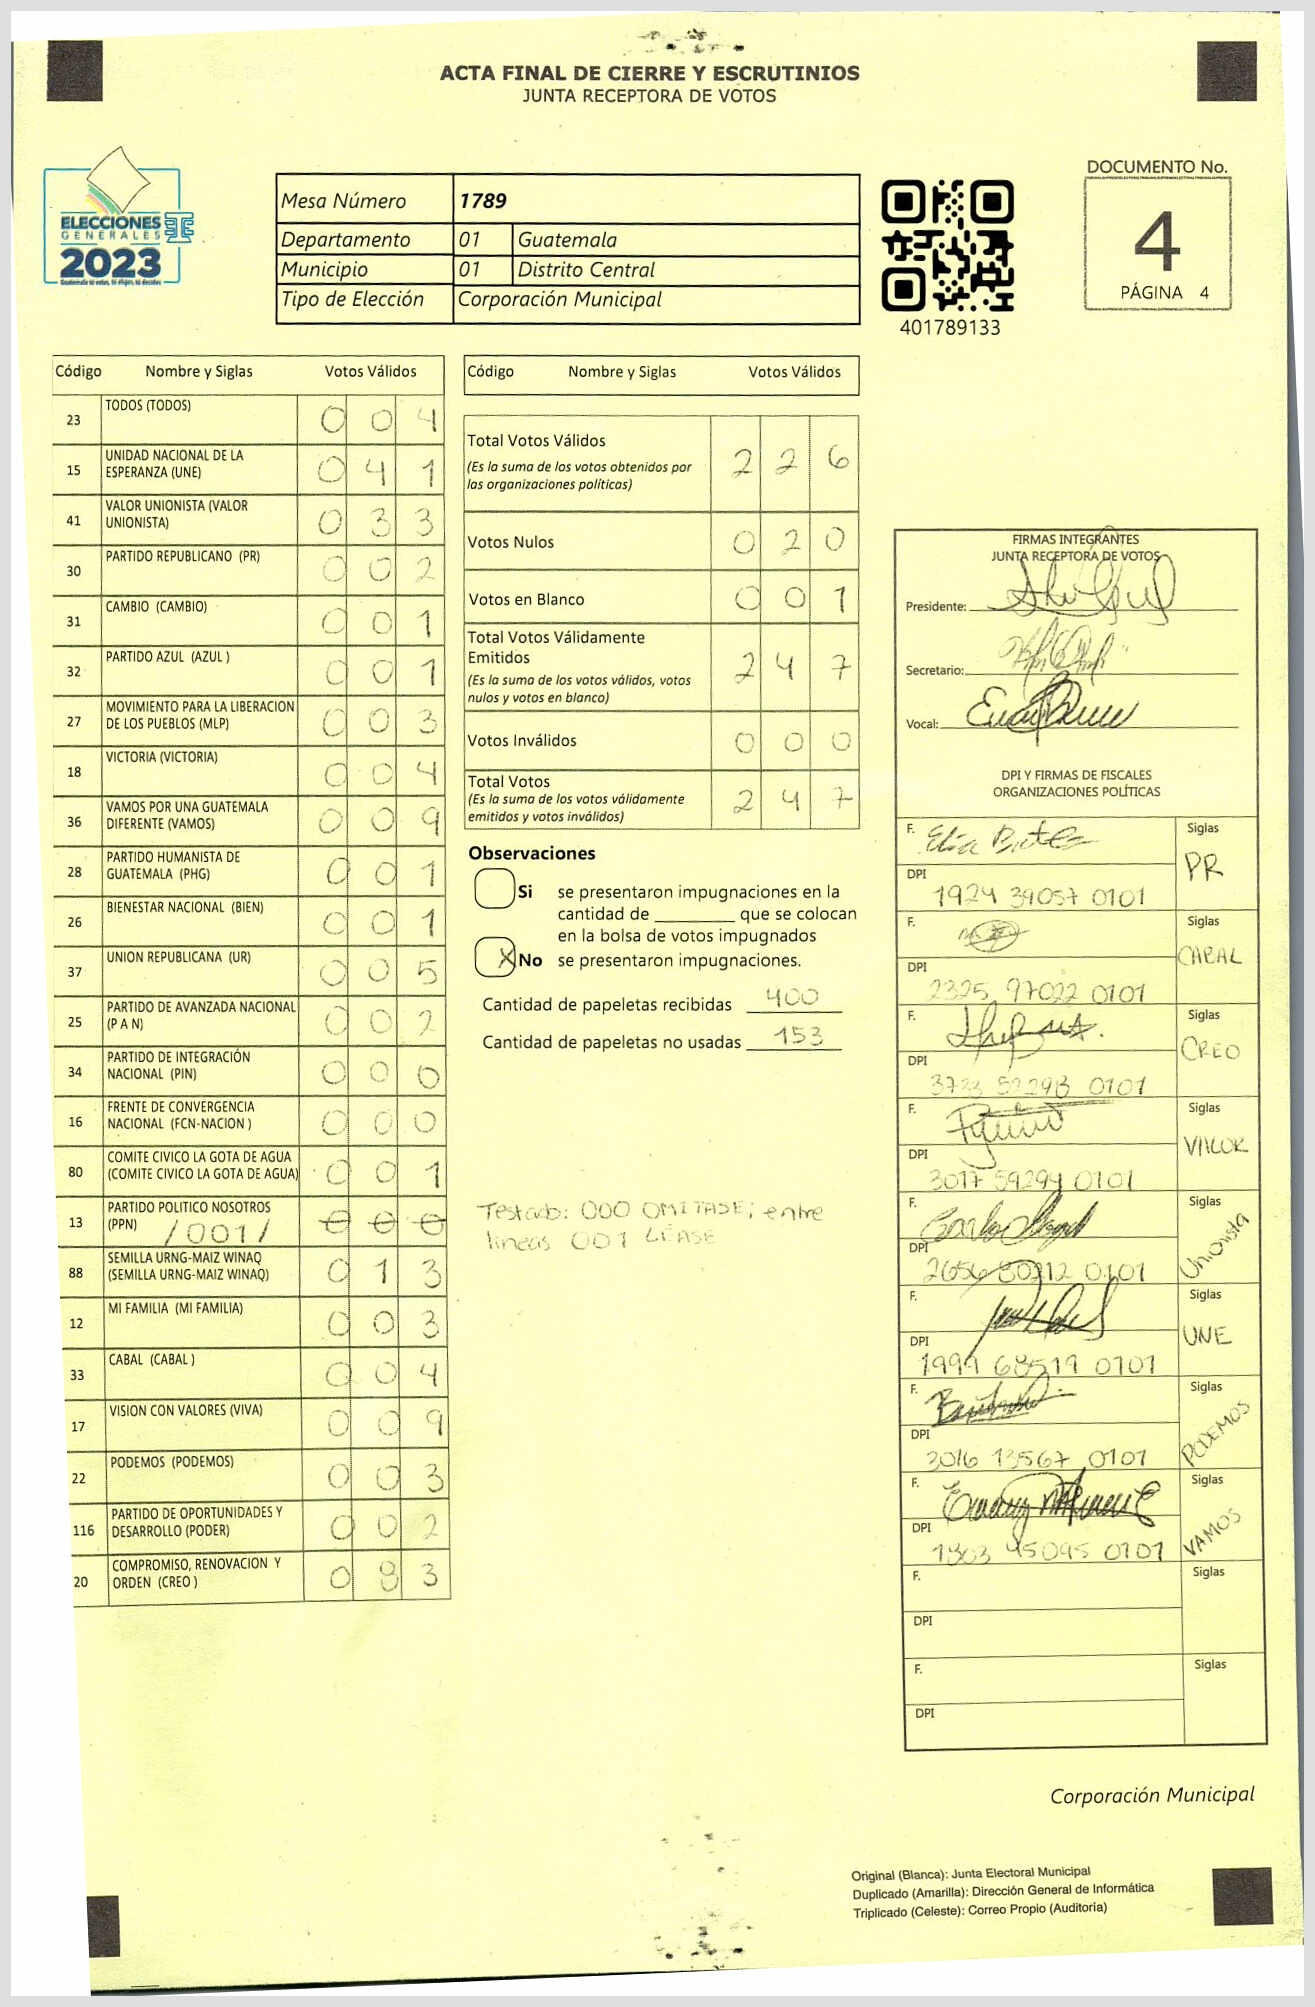 ACTA FINAL DE CIERRE Y ESCRUTINIOS
JUNTA RECEPTORA DE VOTOS
ELECCIONES
GENERALES
2023
Guatemala tú votas, tú eliges, tú decides
Mesa Número 1789
Departamento 01 Guatemala
Municipio 01 Distrito Central
Tipo de Elección Corporación Municipal
401789133
DOCUMENTO No.
4
PÁGINA 4
Código Nombre y Siglas Votos Válidos
23 TODOS (TODOS) 0 0 4
15 UNIDAD NACIONAL DE LA
ESPERANZA (UNE) 0 4 1
41 VALOR UNIONISTA (VALOR
UNIONISTA) 0 3 3
30 PARTIDO REPUBLICANO (PR) 0 0 2
31 CAMBIO (CAMBIO) 0 0 1
32 PARTIDO AZUL (AZUL ) 0 0 1
27 MOVIMIENTO PARA LA LIBERACION
DE LOS PUEBLOS (MLP) 0 0 3
18 VICTORIA (VICTORIA) 0 0 4
36 VAMOS POR UNA GUATEMALA
DIFERENTE (VAMOS) 0 0 9
28 PARTIDO HUMANISTA DE
GUATEMALA (PHG) 0 0 1
26 BIENESTAR NACIONAL (BIEN) 0 0 1
37 UNION REPUBLICANA (UR) 0 0 5
25 PARTIDO DE AVANZADA NACIONAL
(P A N) 0 0 2
34 PARTIDO DE INTEGRACIÓN
NACIONAL (PIN) 0 0 0
16 FRENTE DE CONVERGENCIA
NACIONAL (FCN-NACION ) 0 0 0
80 COMITE CIVICO LA GOTA DE AGUA
(COMITE CIVICO LA GOTA DE AGUA) 0 0 1
13 PARTIDO POLITICO NOSOTROS
(PPN) /001/ 0 0 0
88 SEMILLA URNG-MAIZ WINAQ
(SEMILLA URNG-MAIZ WINAQ) 0 1 3
12 MI FAMILIA (MI FAMILIA) 0 0 3
33 CABAL (CABAL ) 0 0 4
17 VISION CON VALORES (VIVA) 0 0 9
22 PODEMOS (PODEMOS) 0 0 3
116 PARTIDO DE OPORTUNIDADES Y
DESARROLLO (PODER) 0 0 2
20 COMPROMISO, RENOVACION Y
ORDEN (CREO ) 0 8 3
Código Nombre y Siglas Votos Válidos
Total Votos Válidos 2 2 6
(Es la suma de los votos obtenidos por
las organizaciones políticas)
Votos Nulos 0 2 0
Votos en Blanco 0 0 1
Total Votos Válidamente
Emitidos 2 4 7
(Es la suma de los votos válidos, votos
nulos y votos en blanco)
Votos Inválidos 0 0 0
Total Votos 2 4 7
(Es la suma de los votos válidamente
emitidos y votos inválidos)
Observaciones
Si se presentaron impugnaciones en la
cantidad de ________ que se colocan
en la bolsa de votos impugnados
X No se presentaron impugnaciones.
Cantidad de papeletas recibidas 400
Cantidad de papeletas no usadas 153
Testado: 000 OMITASE; entre
lineas 001 LEASE
FIRMAS INTEGRANTES
JUNTA RECEPTORA DE VOTOS
Presidente:
Secretario:
Vocal:
DPI Y FIRMAS DE FISCALES
ORGANIZACIONES POLÍTICAS
F. Siglas
PR
DPI
1924 39057 0101
F. Siglas
CABAL
DPI
2325 97022 0101
F. Siglas
CREO
DPI
3723 52298 0101
F. Siglas
VALOR
DPI
3017 59294 0101
F. Siglas
Unionista
DPI
2656 80212 0101
F. Siglas
UNE
DPI
1999 68519 0101
F. Siglas
PODEMOS
DPI
3016 13567 0101
F. Siglas
VAMOS
DPI
1803 45095 0101
F. Siglas
DPI
F. Siglas
DPI
Corporación Municipal
Original (Blanca): Junta Electoral Municipal
Duplicado (Amarilla): Dirección General de Informática
Triplicado (Celeste): Correo Propio (Auditoria)